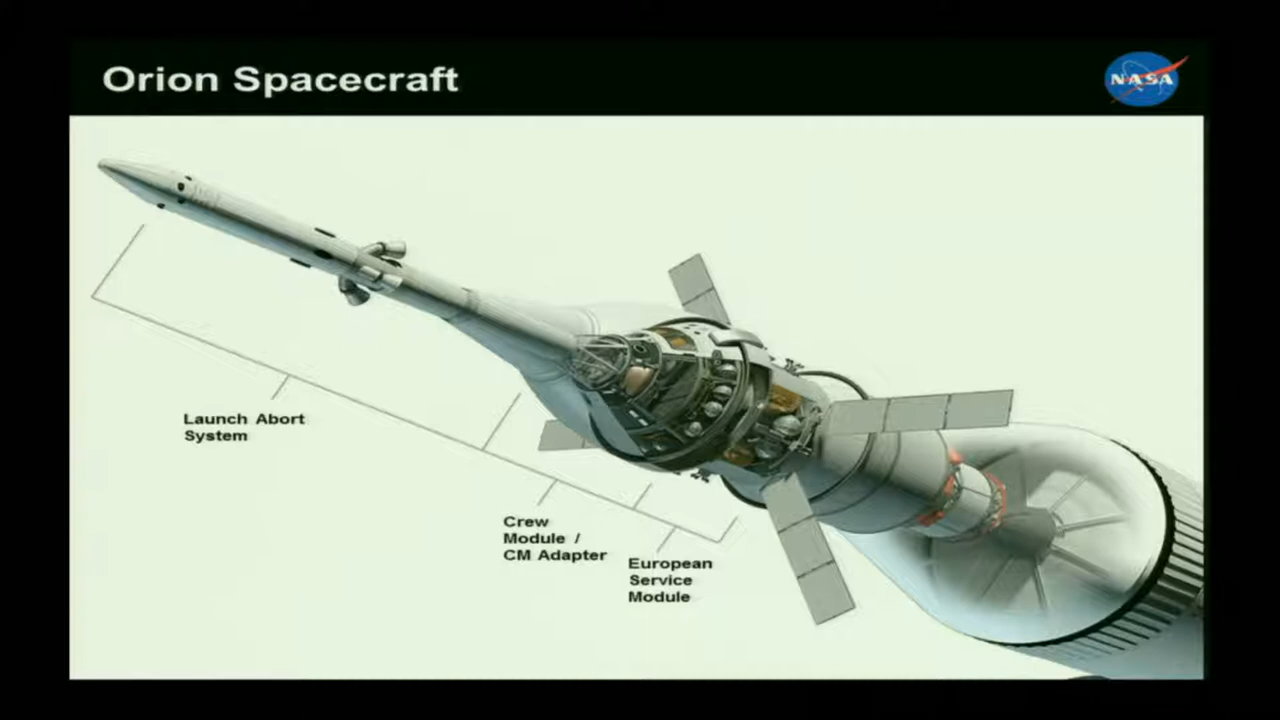 Orion Spacecraft
NASA
Launch Abort
System
Crew
Module /
CM Adapter
European
Service
Module